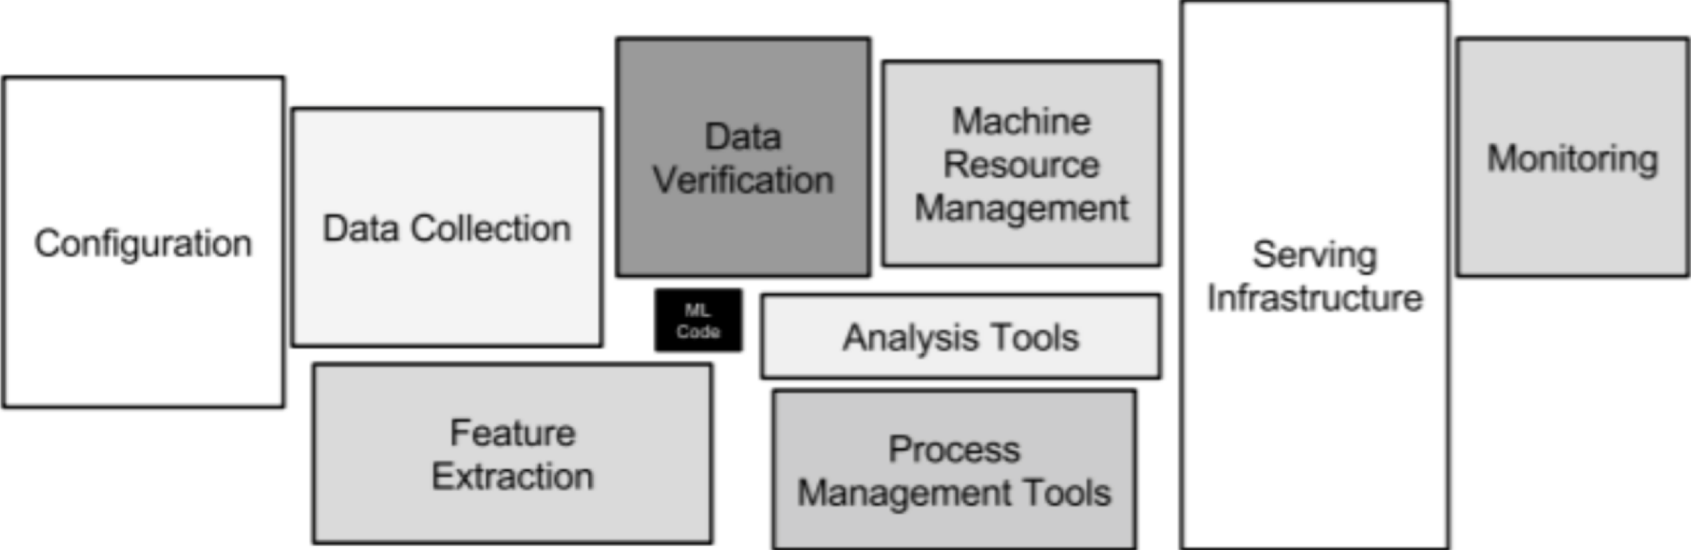 Configuration
Data Collection
Data
Verification
Machine
Resource
Management
Serving
Infrastructure
Monitoring
ML
Code
Analysis Tools
Feature
Extraction
Process
Management Tools